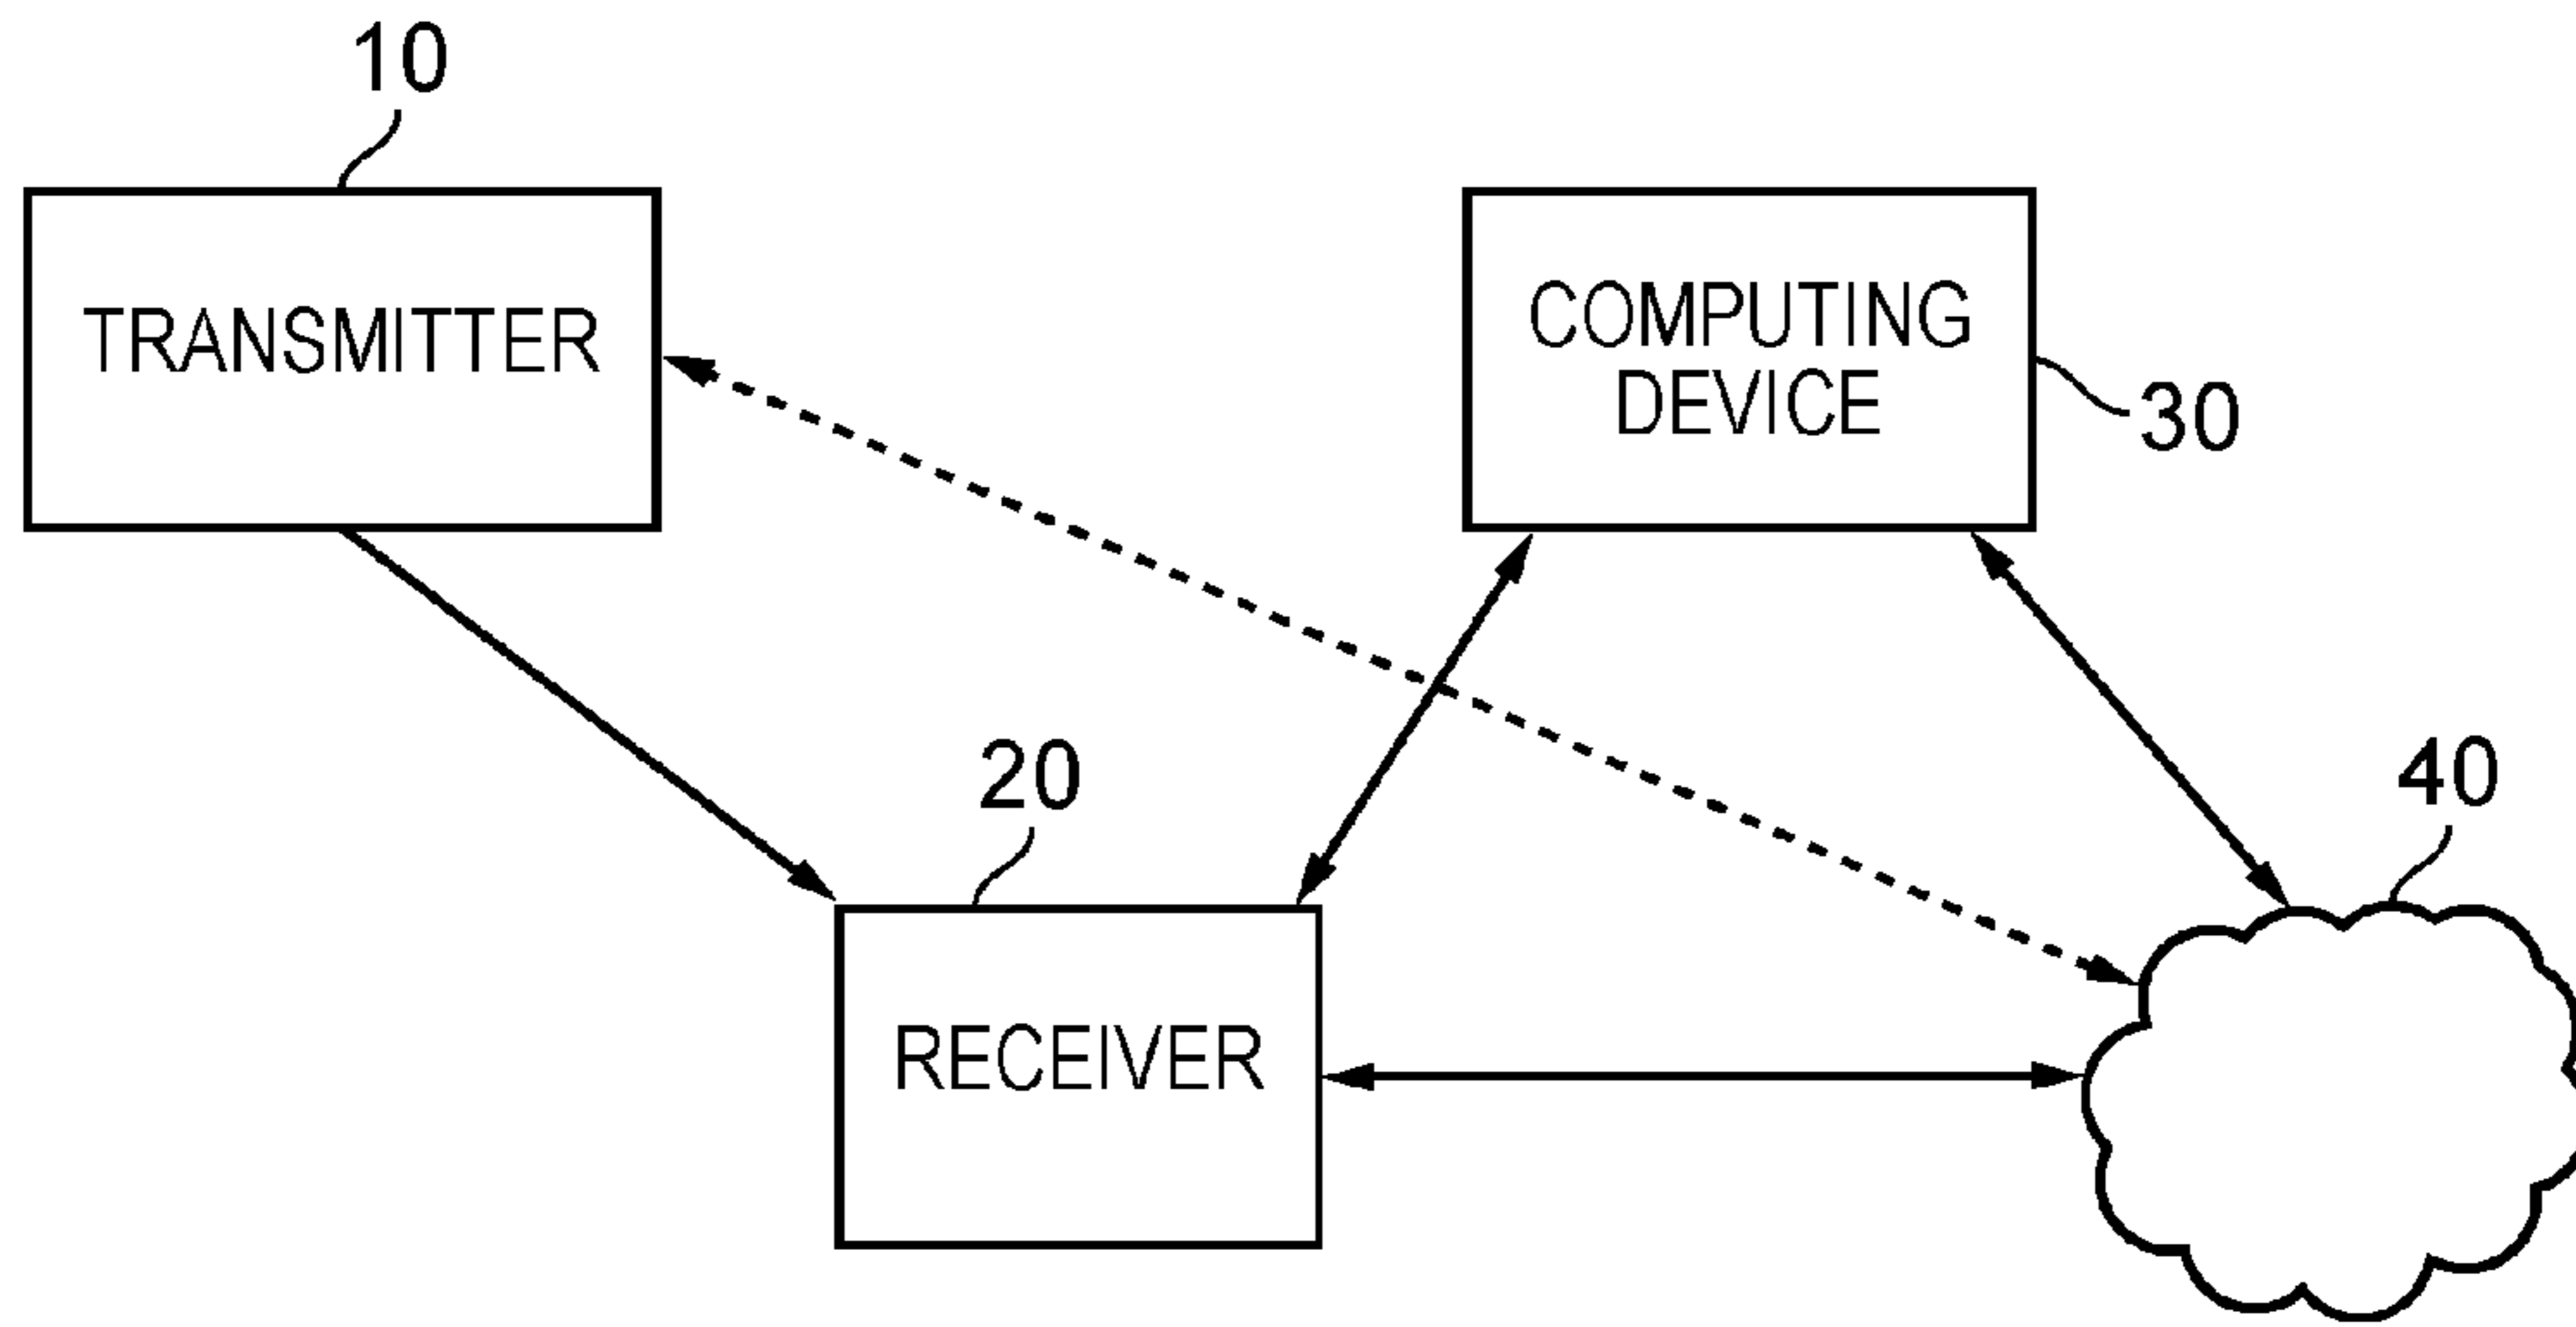 10
TRANSMITTER
COMPUTING
DEVICE
30
20
RECEIVER
40